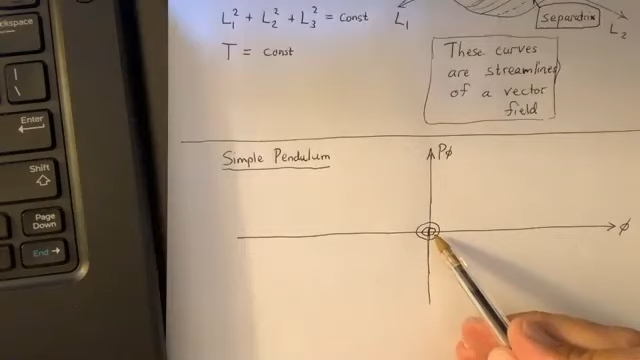 L₁² + L₂² + L₃² = Const
T = Const
L₁
Separatrix
L₂
These curves
are streamlines
of a vector
field
Simple Pendulum
Pϕ
ϕ
\
Enter
Shift
Page
Down
End